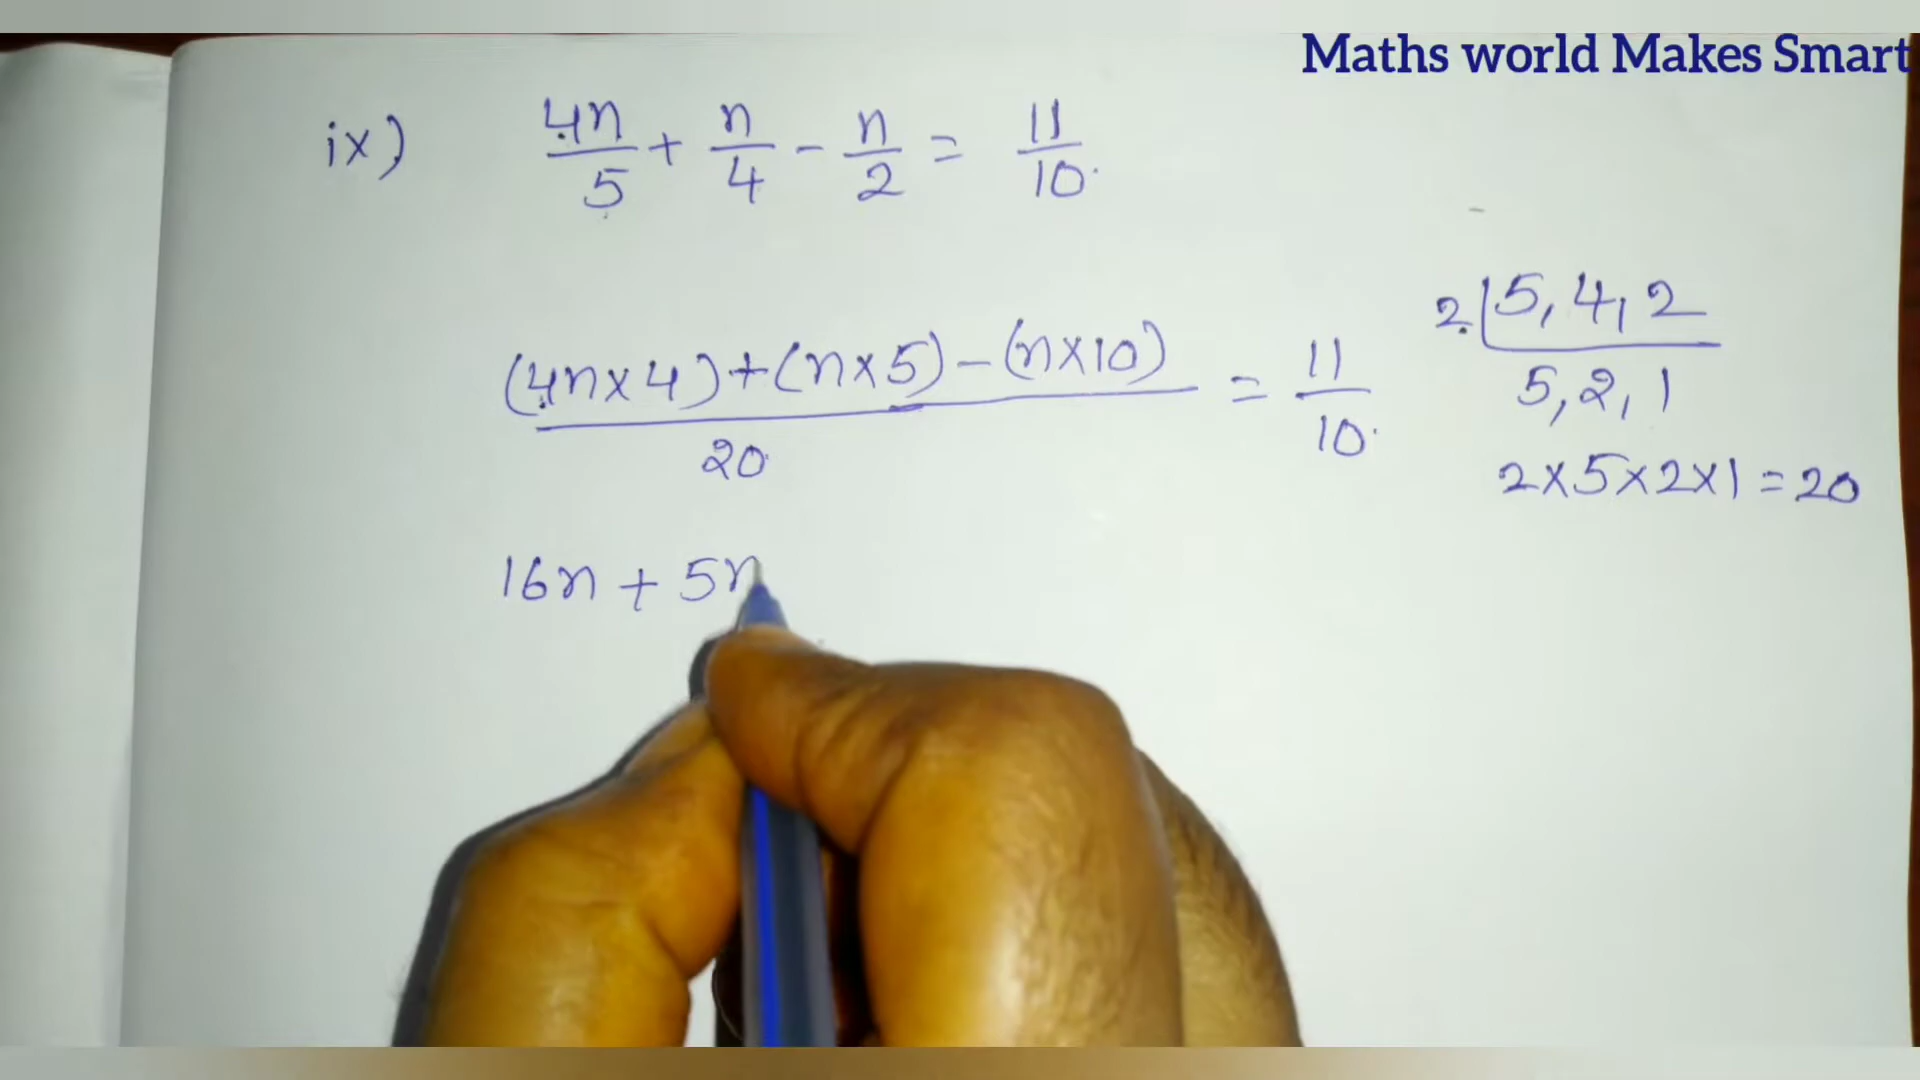 Maths world Makes Smart
ix) 4n/5 + n/4 - n/2 = 11/10
(4n×4)+(n×5)-(n×10)/20 = 11/10
2|5,4,2
5,2,1
2×5×2×1=20
16n + 5n